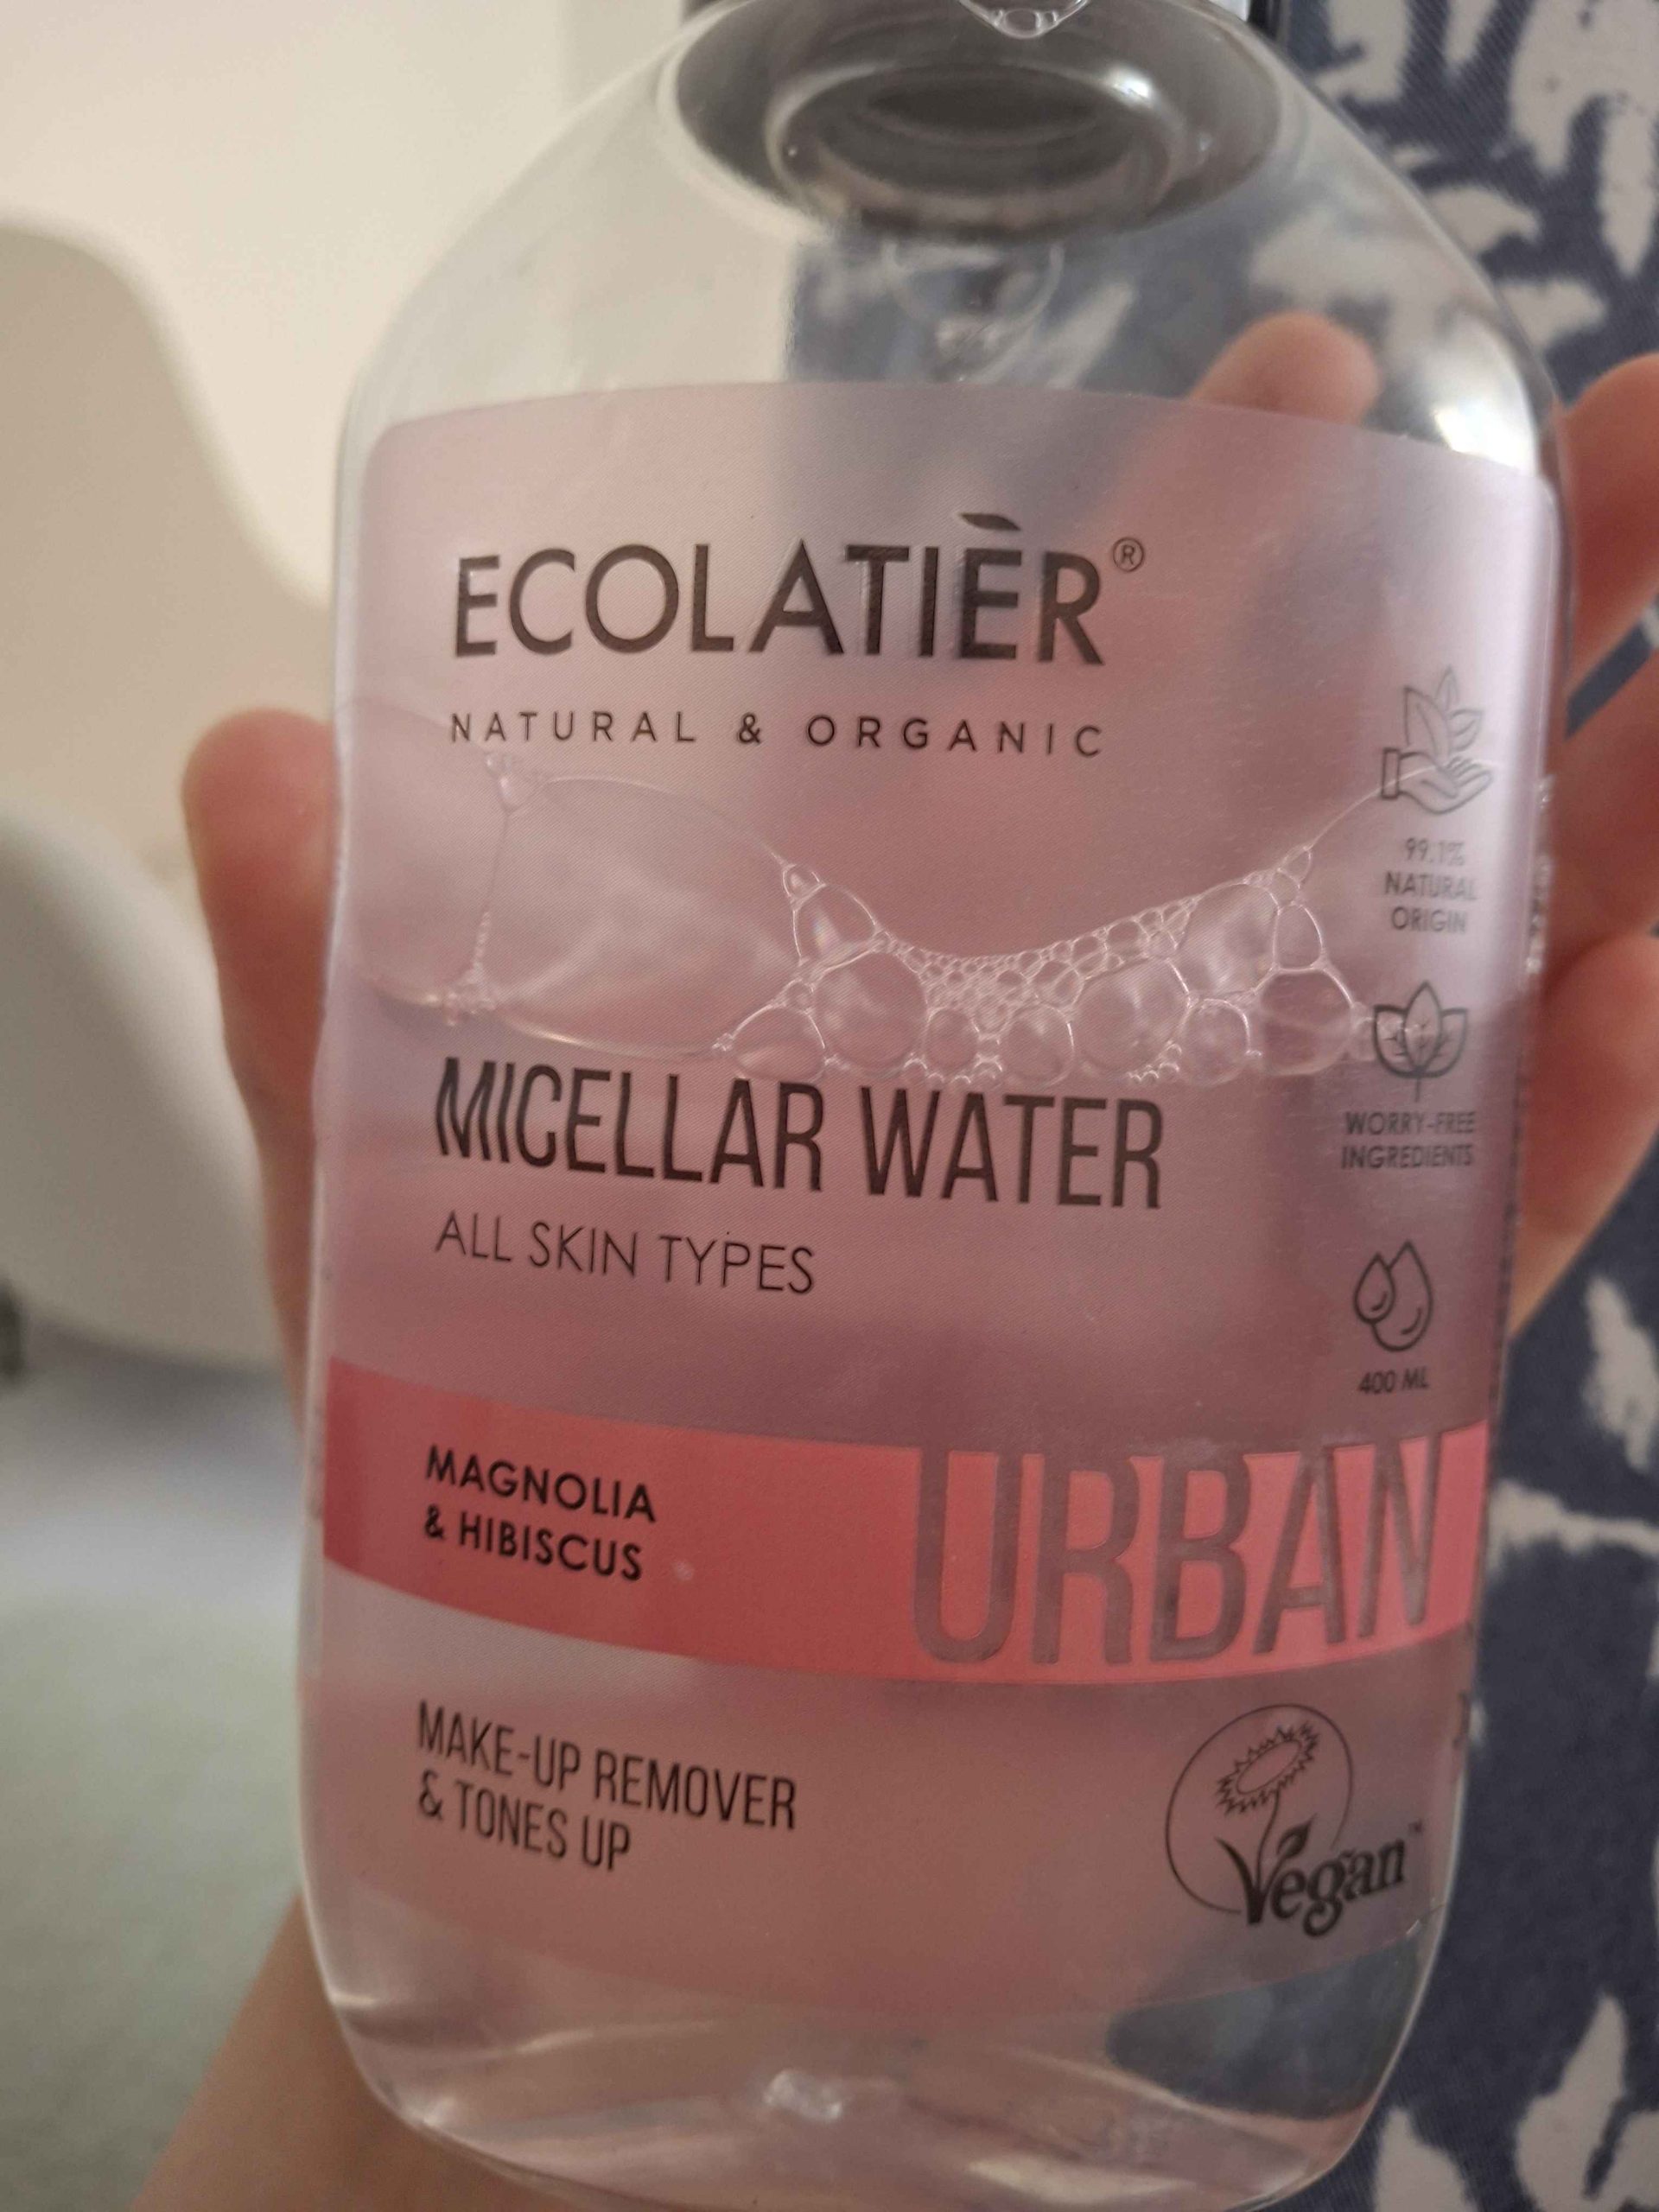 ECOLATIÈR®
NATURAL & ORGANIC
99.1%
NATURAL
ORIGIN
MICELLAR WATER
ALL SKIN TYPES
WORRY-FREE
INGREDIENTS
400 ML
MAGNOLIA
& HIBISCUS
URBAN
MAKE-UP REMOVER
& TONES UP
Vegan™